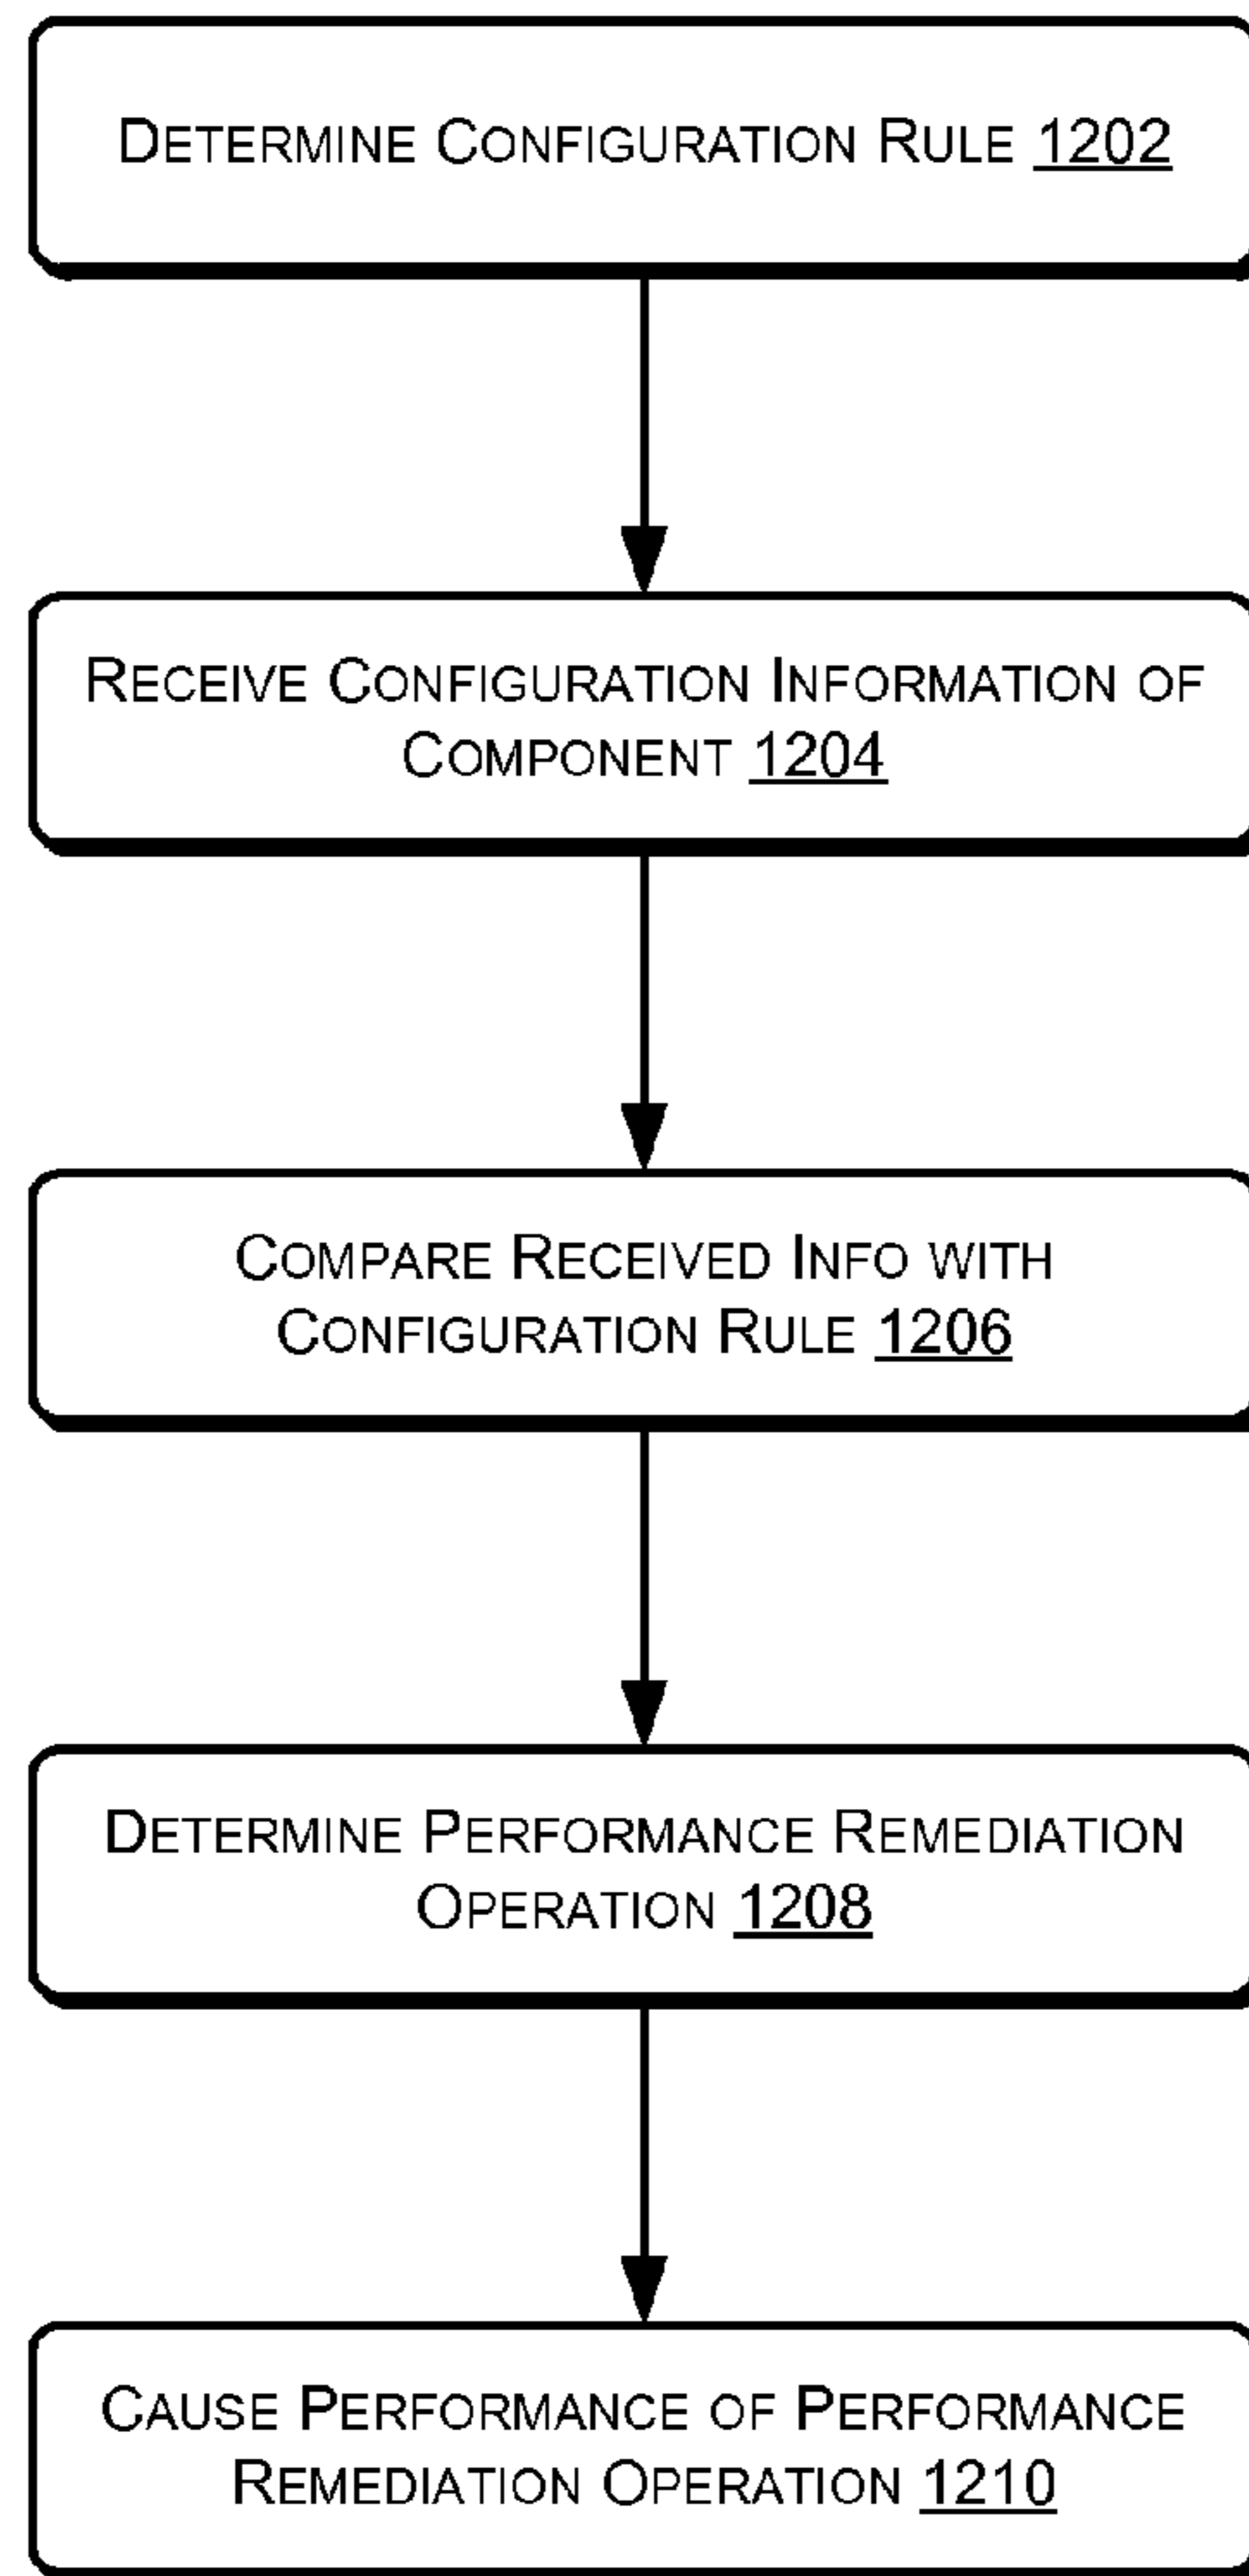 DETERMINE CONFIGURATION RULE 1202
RECEIVE CONFIGURATION INFORMATION OF
COMPONENT 1204
COMPARE RECEIVED INFO WITH
CONFIGURATION RULE 1206
DETERMINE PERFORMANCE REMEDIATION
OPERATION 1208
CAUSE PERFORMANCE OF PERFORMANCE
REMEDIATION OPERATION 1210